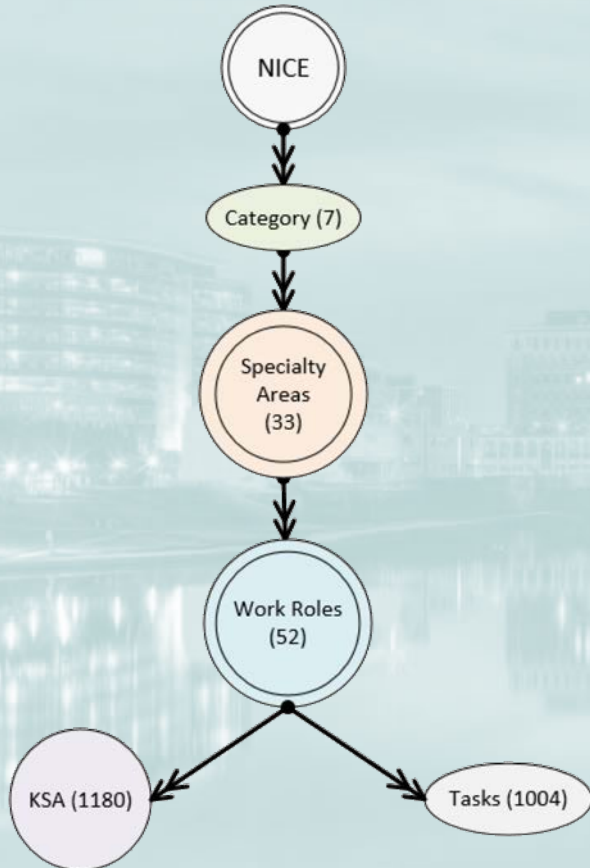 NICE
Category (7)
Specialty
Areas
(33)
Work Roles
(52)
KSA (1180)
Tasks (1004)